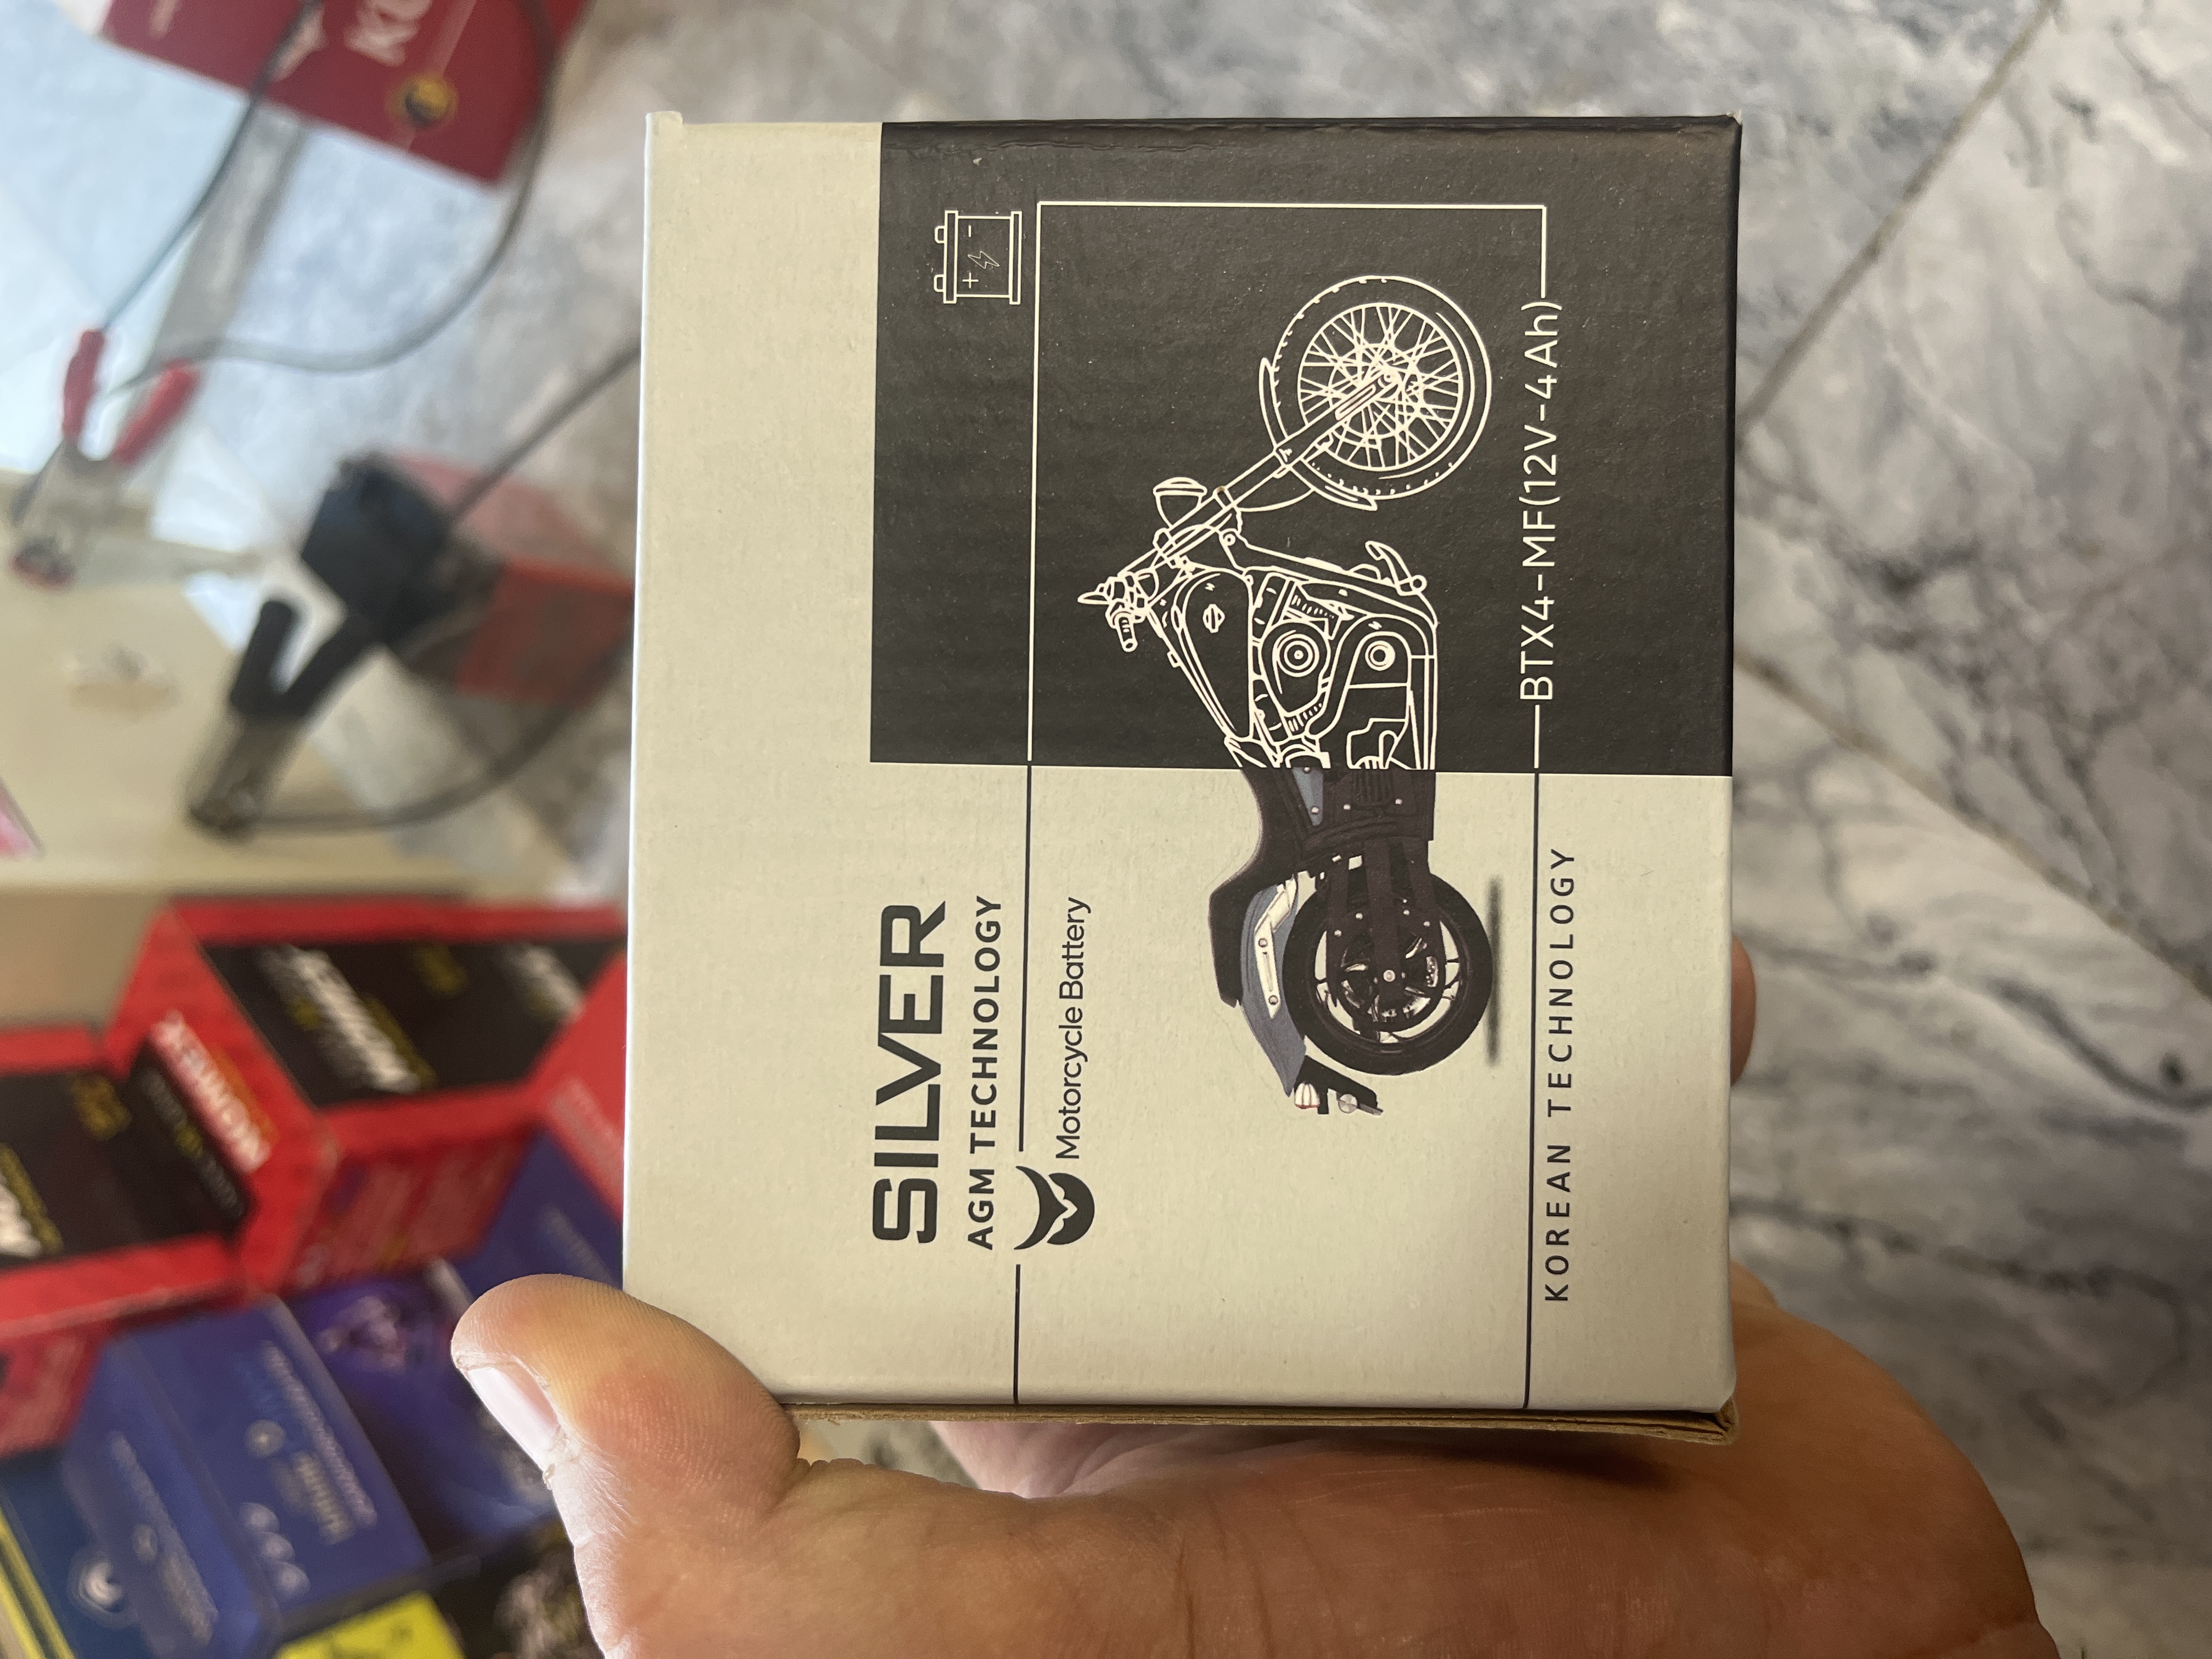 SILVER
AGM TECHNOLOGY
Motorcycle Battery
+ -
BTX4-MF(12V-4Ah)
KOREAN TECHNOLOGY